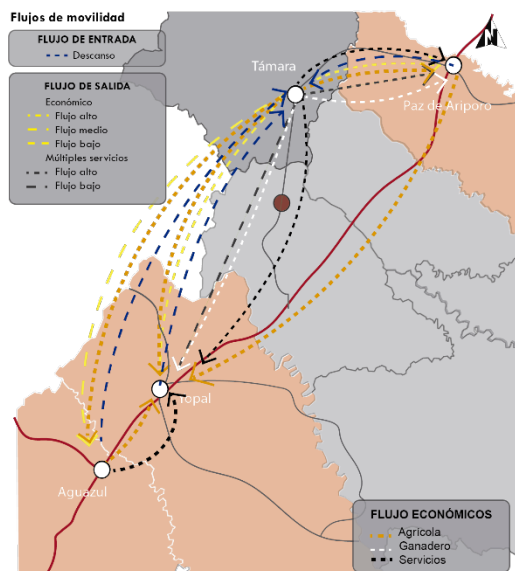 Flujos de movilidad
FLUJO DE ENTRADA
Descanso
FLUJO DE SALIDA
Económico
Flujo alto
Flujo medio
Flujo bajo
Múltiples servicios
Flujo alto
Flujo bajo
N
Támara
Paz de Ariporo
Yopal
Aguazul
FLUJO ECONÓMICOS
Agrícola
Ganadero
Servicios